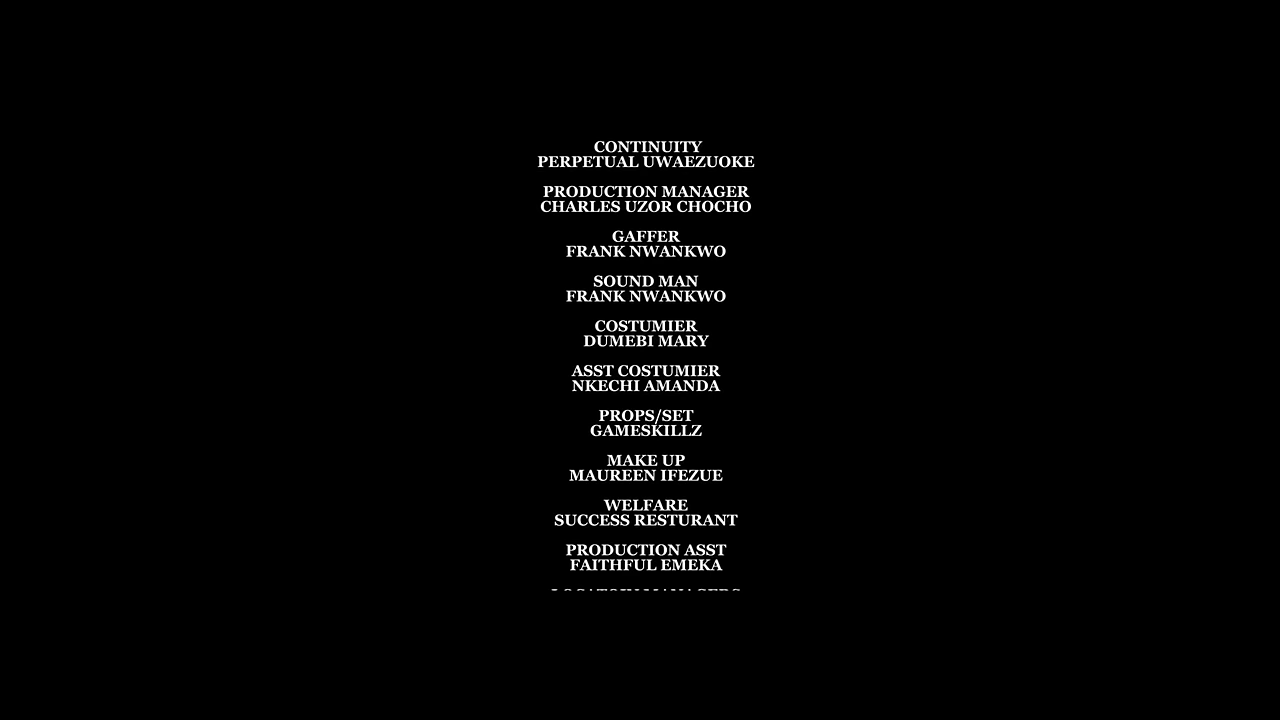 CONTINUITY
PERPETUAL UWAEZUOKE
PRODUCTION MANAGER
CHARLES UZOR CHOCHO
GAFFER
FRANK NWANKWO
SOUND MAN
FRANK NWANKWO
COSTUMIER
DUMEBI MARY
ASST COSTUMIER
NKECHI AMANDA
PROPS/SET
GAMESKILLZ
MAKE UP
MAUREEN IFEZUE
WELFARE
SUCCESS RESTURANT
PRODUCTION ASST
FAITHFUL EMEKA